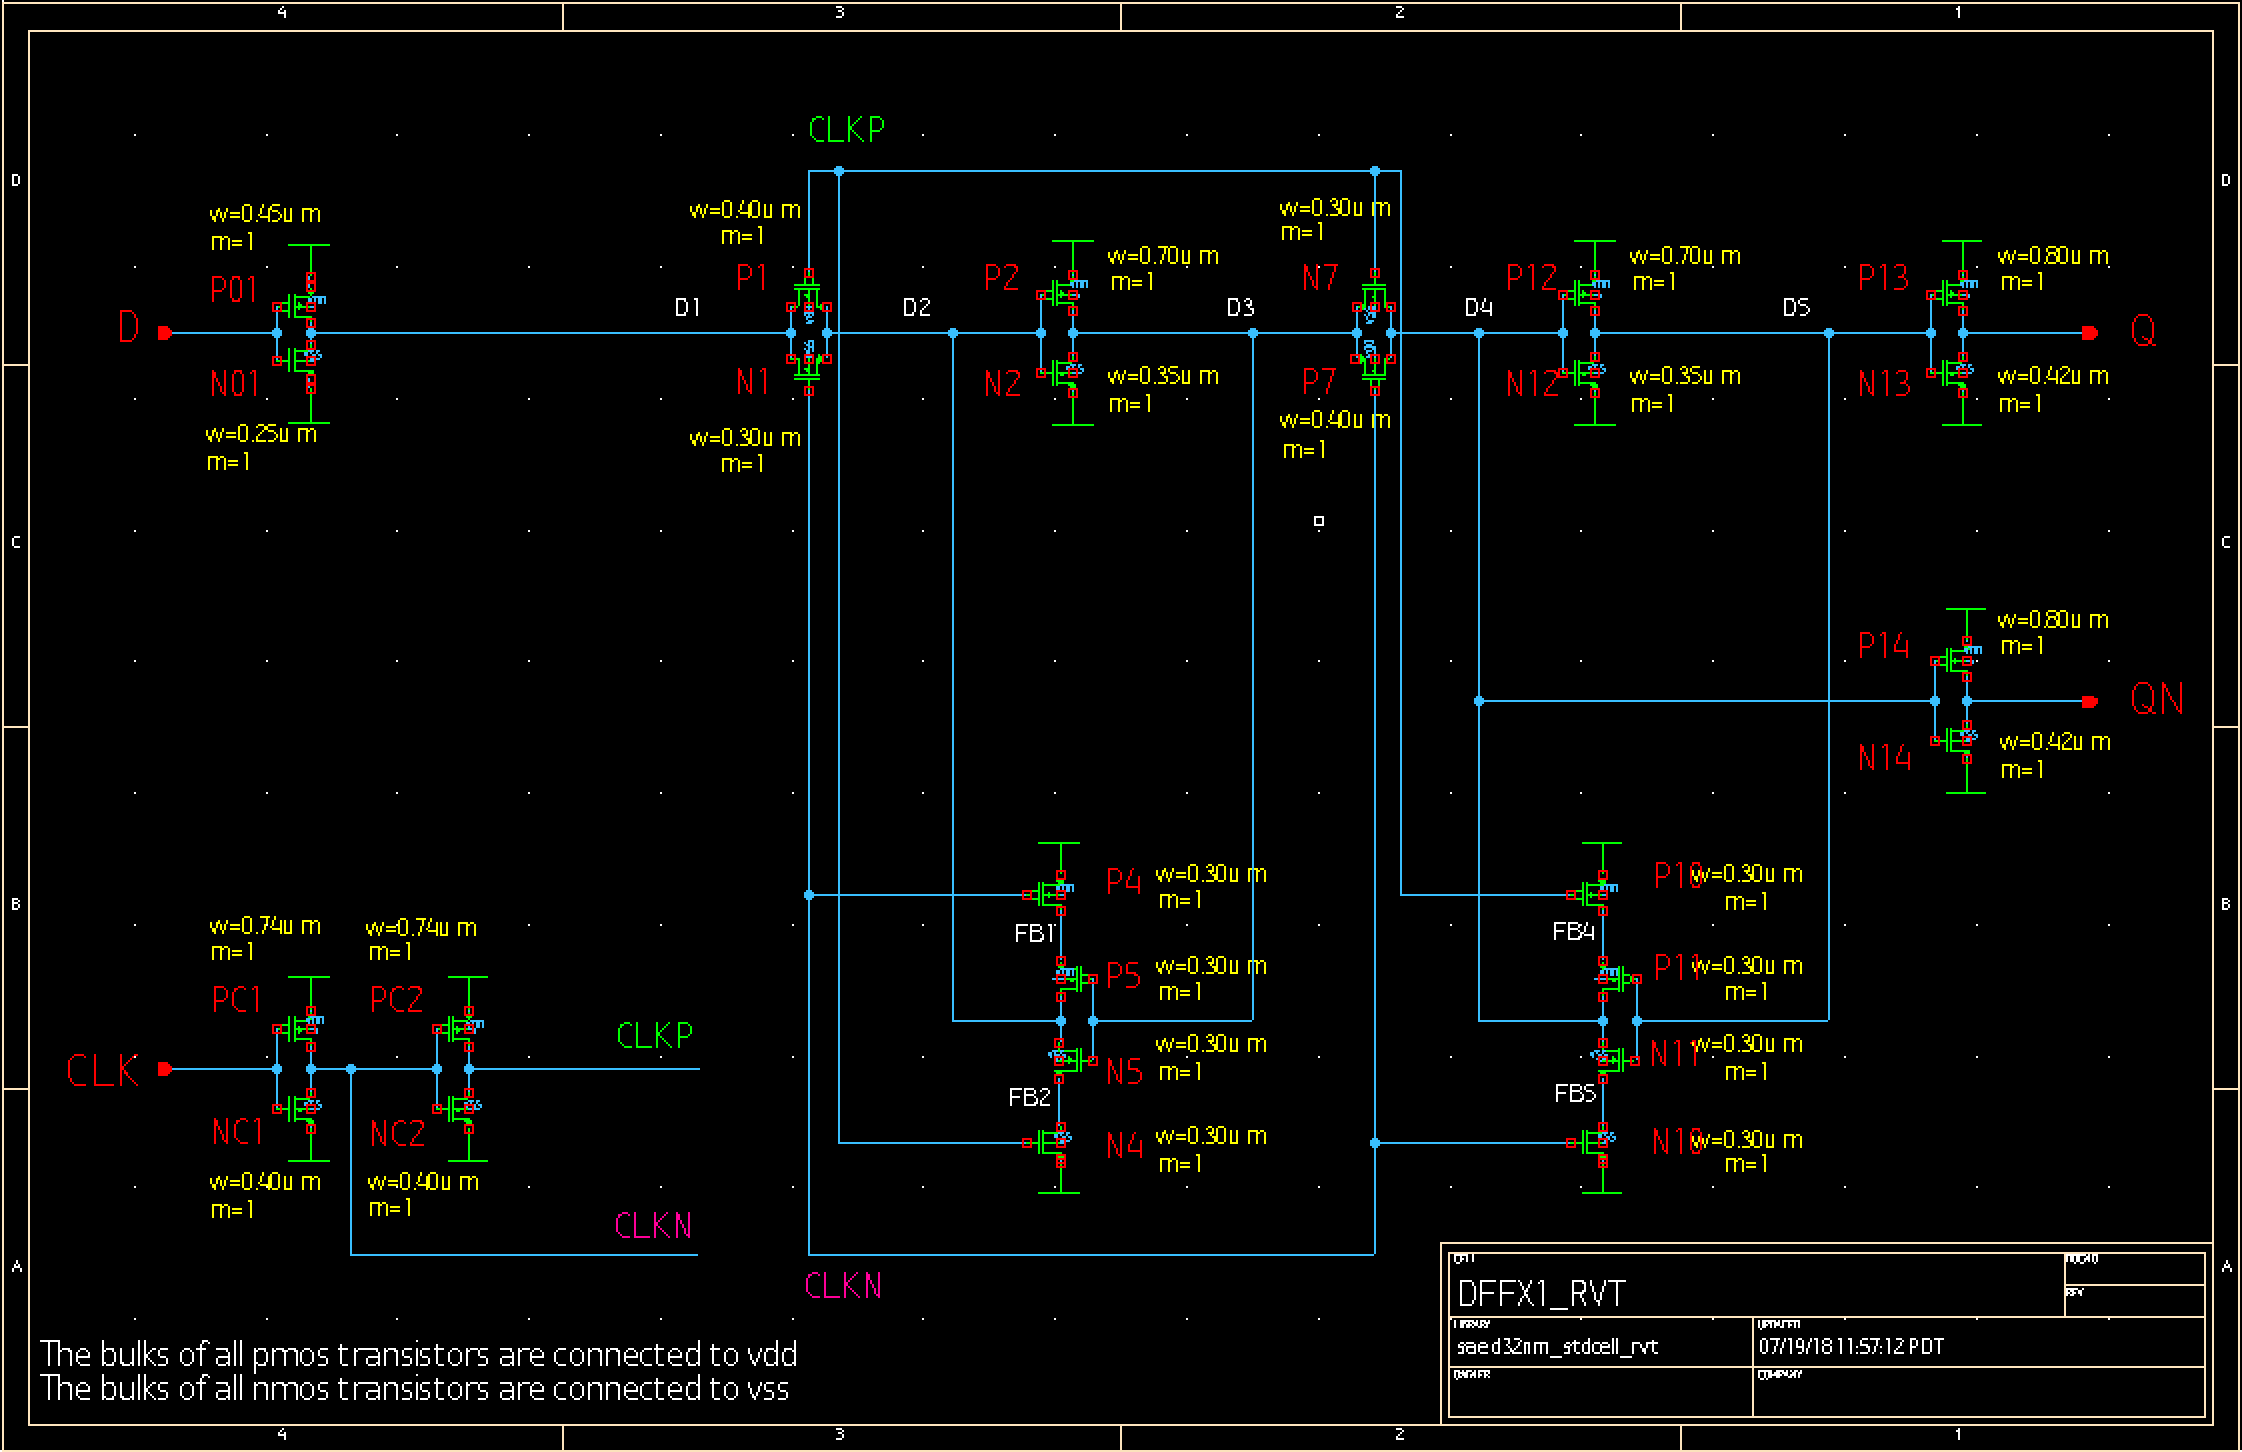 4 3 2 1
D D
C C
B B
A A
4 3 2 1
CLKP
w=0.45u m
m=1
P01
D
N01
w=0.25u m
m=1
D1
w=0.40u m
m=1
P1
N1
w=0.30u m
m=1
D2
P2
w=0.70u m
m=1
N2
w=0.35u m
m=1
D3
w=0.30u m
m=1
N7
P7
w=0.40u m
m=1
D4
P12
w=0.70u m
m=1
N12
w=0.35u m
m=1
D5
P13
w=0.80u m
m=1
N13
w=0.42u m
m=1
Q
P14
w=0.80u m
m=1
QN
N14
w=0.42u m
m=1
P4
w=0.30u m
m=1
FB1
P5
w=0.30u m
m=1
N5
w=0.30u m
m=1
FB2
N4
w=0.30u m
m=1
P10
w=0.30u m
m=1
FB4
P11
w=0.30u m
m=1
N11
w=0.30u m
m=1
FB5
N10
w=0.30u m
m=1
w=0.74u m
m=1
PC1
CLK
NC1
w=0.40u m
m=1
w=0.74u m
m=1
PC2
NC2
w=0.40u m
m=1
CLKP
CLKN
CLKN
The bulks of all pmos transistors are connected to vdd
The bulks of all nmos transistors are connected to vss
DFFX1_RVT
LIBRARY
saed32nm_stdcell_rvt
UPDATED
07/19/18 11:57:12 PDT
COMPANY